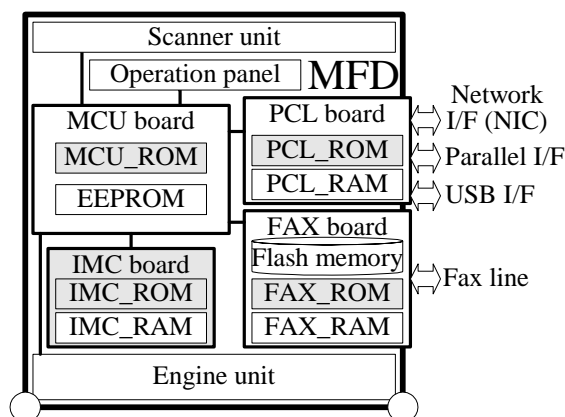 Scanner unit
Operation panel
MFD
MCU board
MCU_ROM
EEPROM
PCL board
PCL_ROM
PCL_RAM
Network
I/F (NIC)
Parallel I/F
USB I/F
FAX board
Flash memory
FAX_ROM
FAX_RAM
Fax line
IMC board
IMC_ROM
IMC_RAM
Engine unit